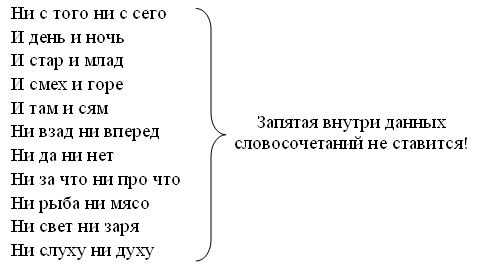 Ни с того ни с сего
И день и ночь
И стар и млад
И смех и горе
И там и сям
Ни взад ни вперед
Ни да ни нет
Ни за что ни про что
Ни рыба ни мясо
Ни свет ни заря
Ни слуху ни духу
Запятая внутри данных
словосочетаний не ставится!